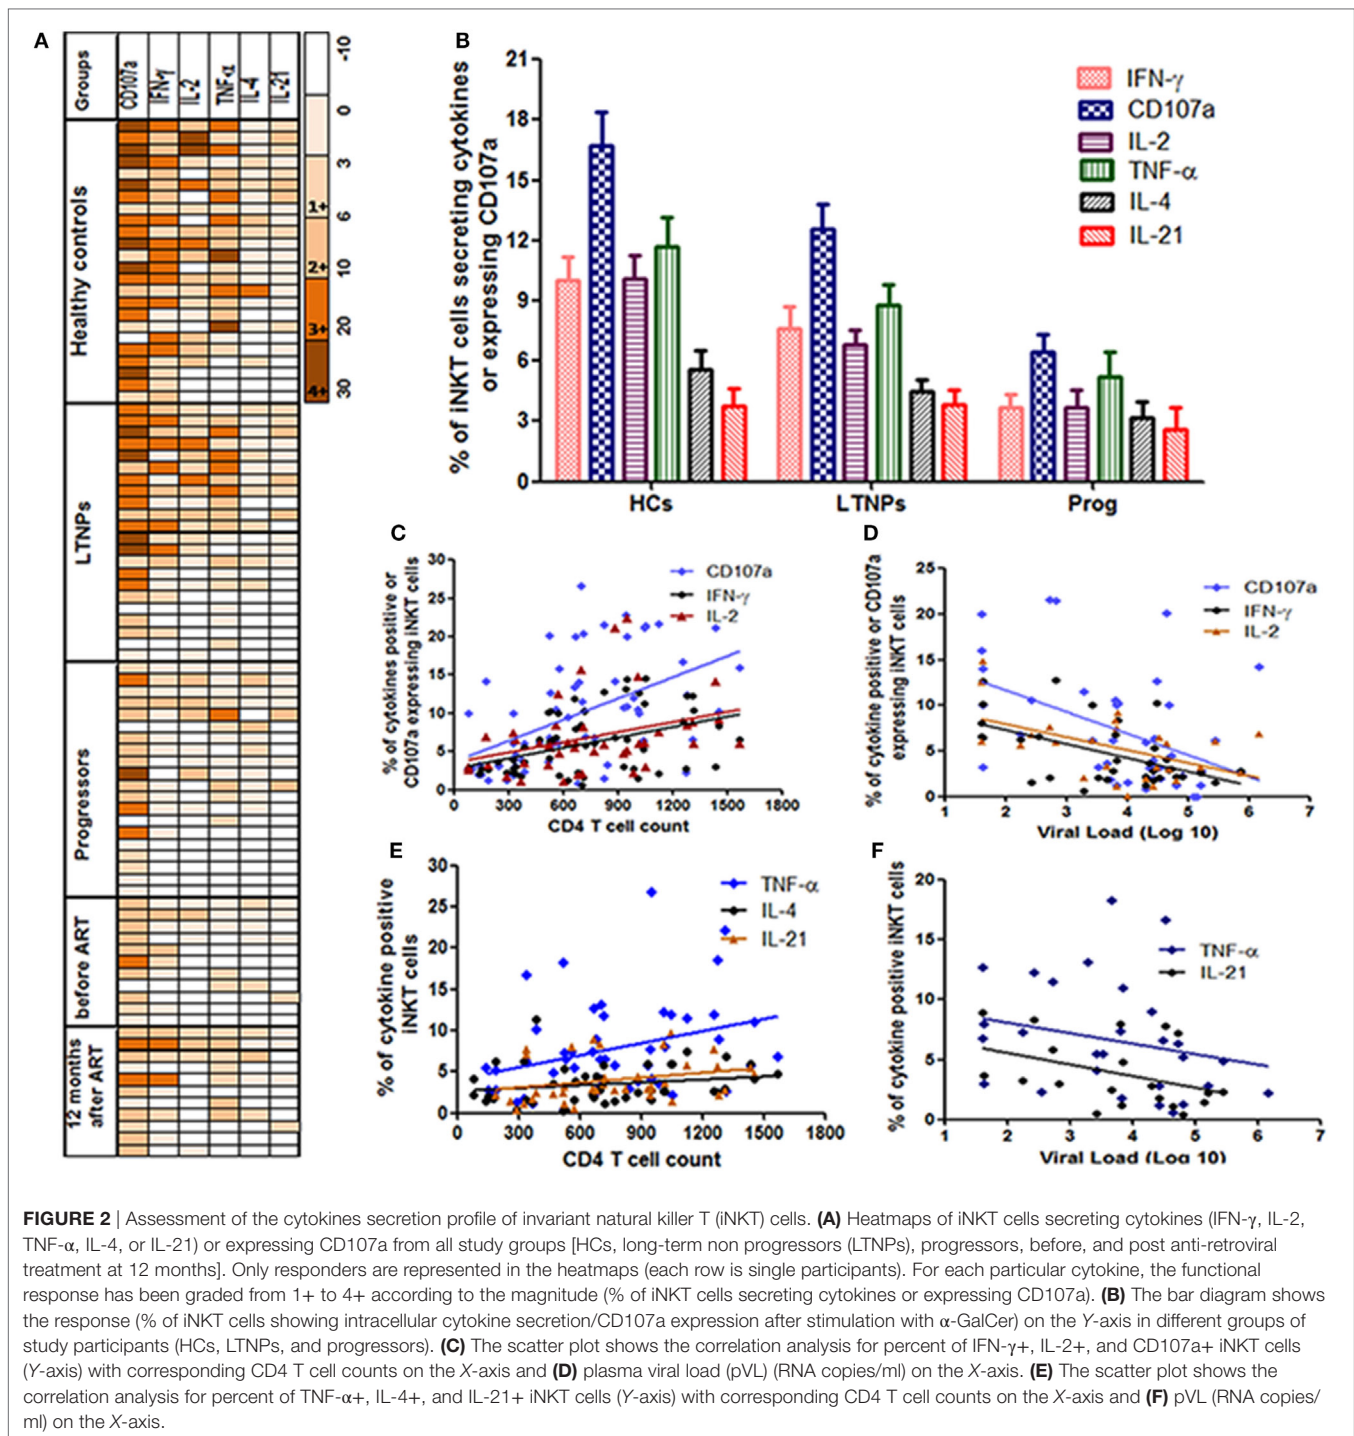 A
Groups
CD107a
IFN-γ
IL-2
TNF-α
IL-4
IL-21
Healthy controls
LTNPs
Progressors
before ART
12 months
after ART
-10
0
3
1+
6
2+
10
3+
20
4+
30
B
% of iNKT cells secreting cytokines
or expressing CD107a
21
18
15
12
9
6
3
0
HCs
LTNPs
Prog
IFN-γ
CD107a
IL-2
TNF-α
IL-4
IL-21
C
% of cytokines positive or
CD107a expressing iNKT cells
30
25
20
15
10
5
0
0
300
600
900
1200
1500
1800
CD4 T cell count
CD107a
IFN-γ
IL-2
D
% of cytokine positive or CD107a
expressing iNKT cells
25
20
15
10
5
0
1
2
3
4
5
6
7
Viral Load (Log 10)
CD107a
IFN-γ
IL-2
E
% of cytokine positive
iNKT cells
30
25
20
15
10
5
0
0
300
600
900
1200
1500
1800
CD4 T cell count
TNF-α
IL-4
IL-21
F
% of cytokine positive iNKT cells
20
15
10
5
0
1
2
3
4
5
6
7
Viral Load (Log 10)
TNF-α
IL-21
FIGURE 2 | Assessment of the cytokines secretion profile of invariant natural killer T (iNKT) cells. (A) Heatmaps of iNKT cells secreting cytokines (IFN-γ, IL-2,
TNF-α, IL-4, or IL-21) or expressing CD107a from all study groups [HCs, long-term non progressors (LTNPs), progressors, before, and post anti-retroviral
treatment at 12 months]. Only responders are represented in the heatmaps (each row is single participants). For each particular cytokine, the functional
response has been graded from 1+ to 4+ according to the magnitude (% of iNKT cells secreting cytokines or expressing CD107a). (B) The bar diagram shows
the response (% of iNKT cells showing intracellular cytokine secretion/CD107a expression after stimulation with α-GalCer) on the Y-axis in different groups of
study participants (HCs, LTNPs, and progressors). (C) The scatter plot shows the correlation analysis for percent of IFN-γ+, IL-2+, and CD107a+ iNKT cells
(Y-axis) with corresponding CD4 T cell counts on the X-axis and (D) plasma viral load (pVL) (RNA copies/ml) on the X-axis. (E) The scatter plot shows the
correlation analysis for percent of TNF-α+, IL-4+, and IL-21+ iNKT cells (Y-axis) with corresponding CD4 T cell counts on the X-axis and (F) pVL (RNA copies/
ml) on the X-axis.